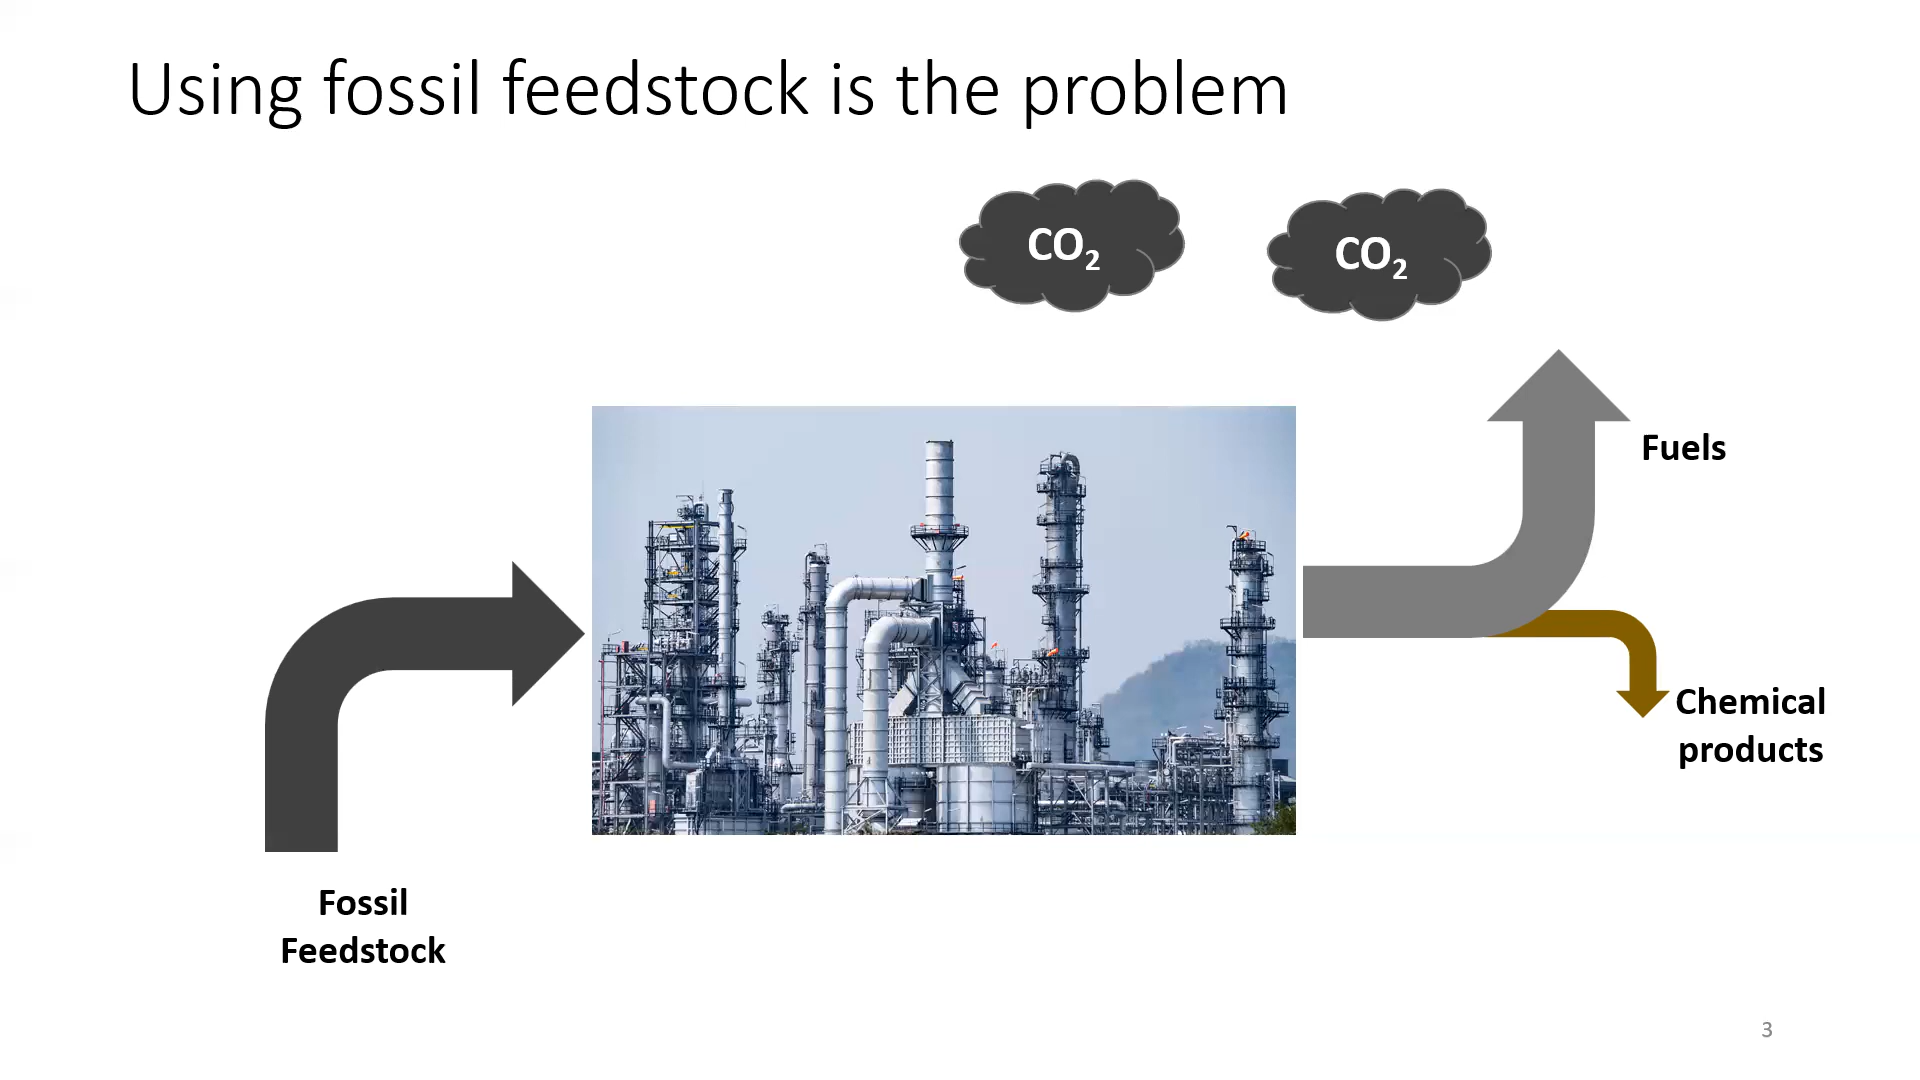 Using fossil feedstock is the problem
CO₂
CO₂
Fuels
Chemical
products
Fossil
Feedstock
3